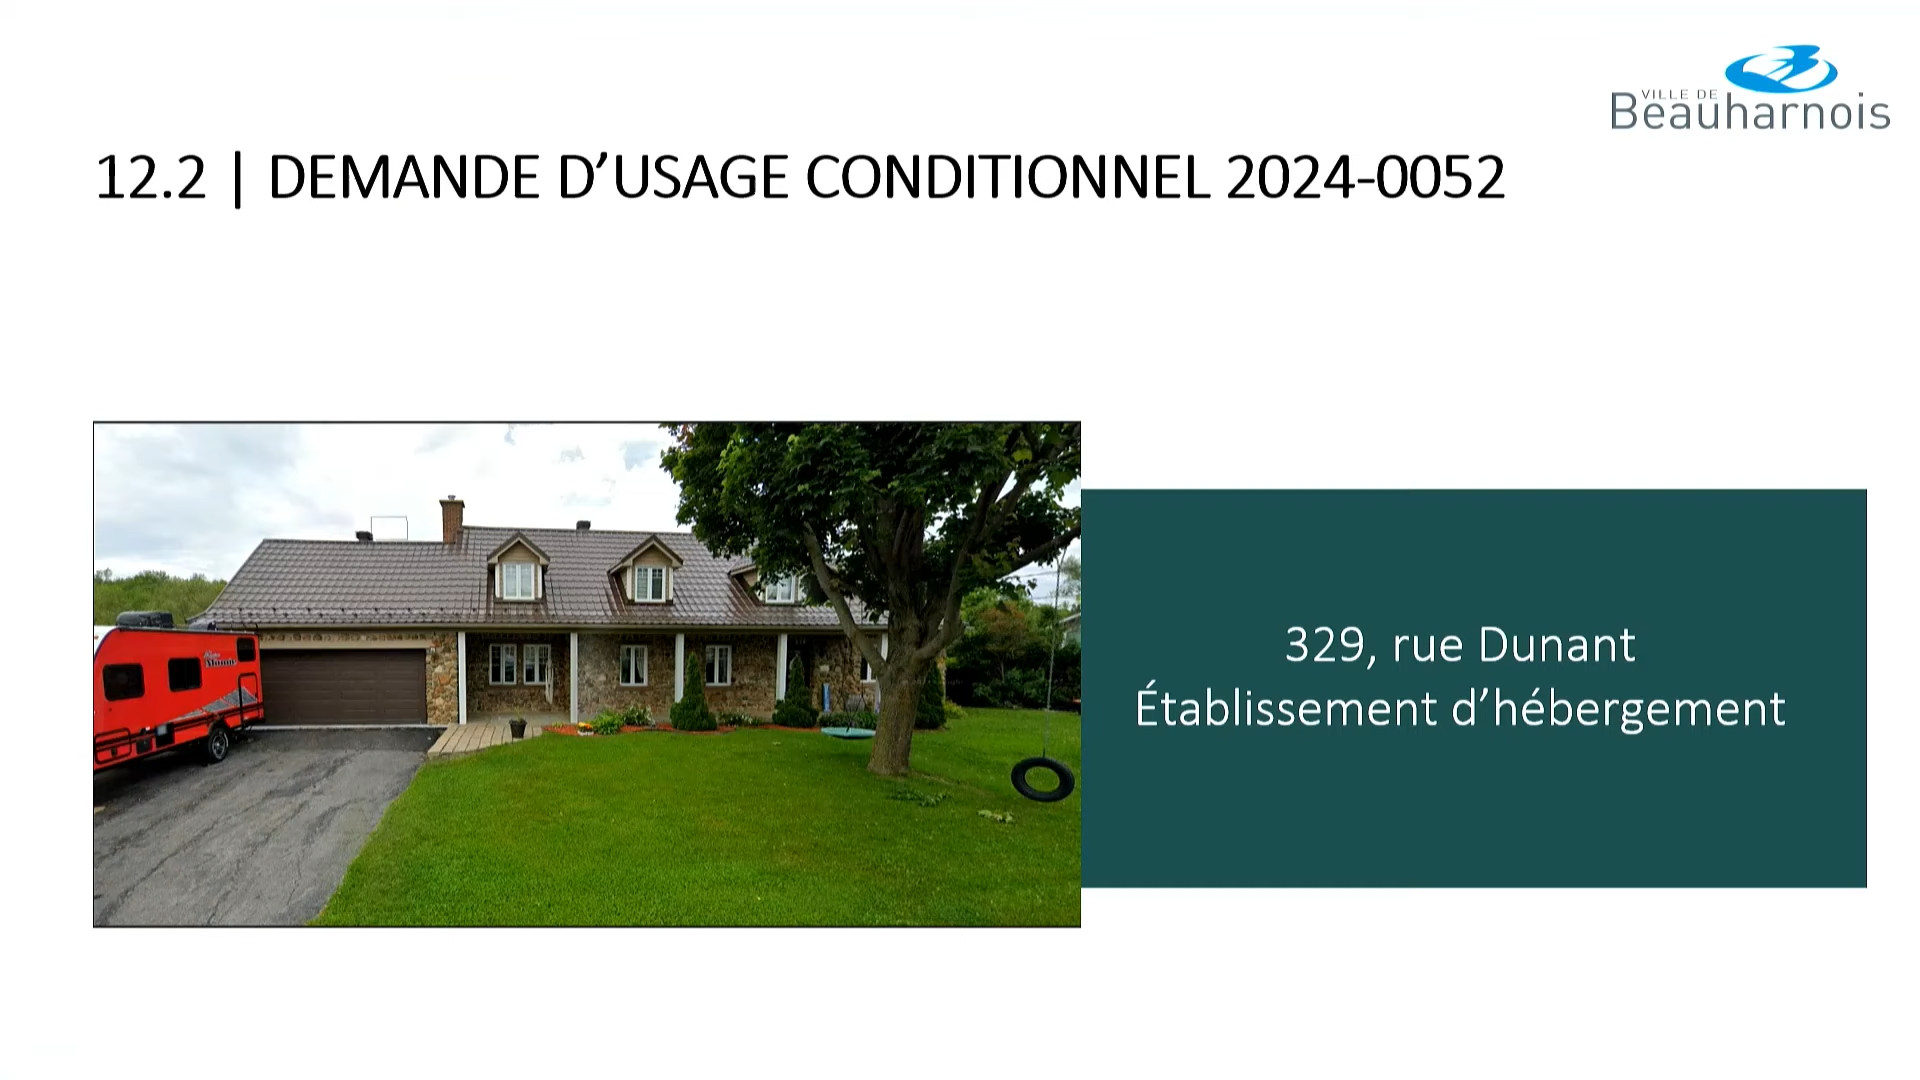 VILLE DE
Beauharnois
12.2 | DEMANDE D’USAGE CONDITIONNEL 2024-0052
329, rue Dunant
Établissement d’hébergement